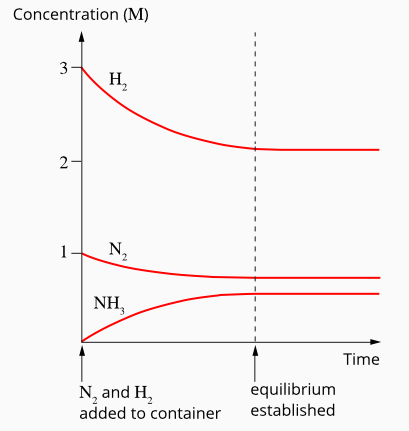 Concentration (M)
3
H₂
2
1
N₂
NH₃
Time
N₂ and H₂
added to container
equilibrium
established